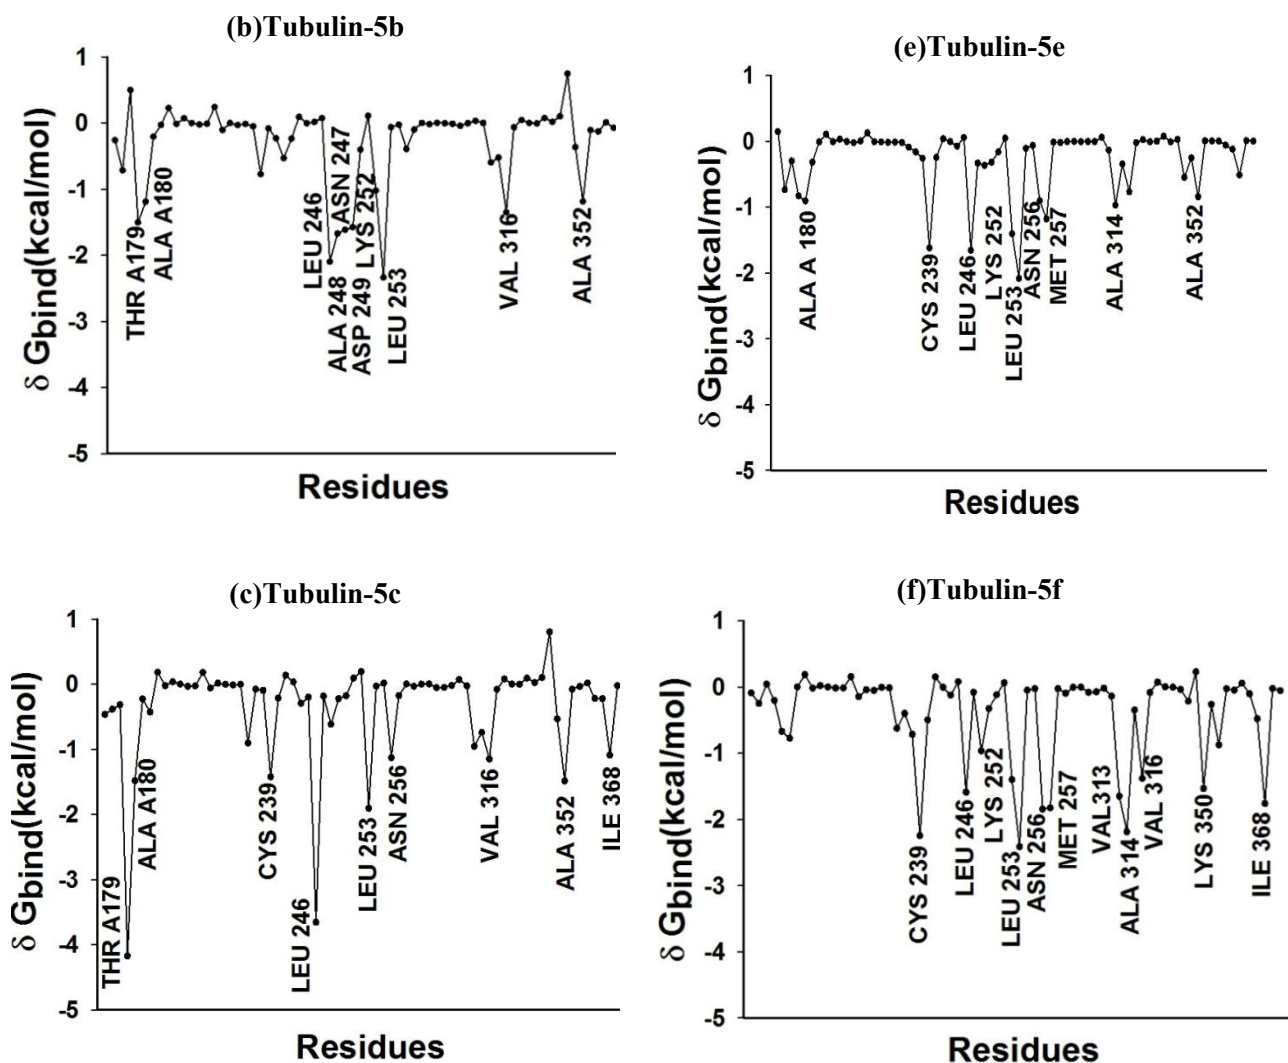 (b)Tubulin-5b
δ Gbind(kcal/mol)
1
0
-1
-2
-3
-4
-5
THR A179
ALA A180
LEU 246
ASN 247
ALA 248
ASP 249
LYS 252
LEU 253
VAL 316
ALA 352
Residues
(e)Tubulin-5e
δ Gbind(kcal/mol)
1
0
-1
-2
-3
-4
-5
ALA A 180
CYS 239
LEU 246
LYS 252
LEU 253
ASN 256
MET 257
ALA 314
ALA 352
Residues
(c)Tubulin-5c
δ Gbind(kcal/mol)
1
0
-1
-2
-3
-4
-5
THR A179
ALA A180
CYS 239
LEU 246
LEU 253
ASN 256
VAL 316
ALA 352
ILE 368
Residues
(f)Tubulin-5f
δ Gbind(kcal/mol)
1
0
-1
-2
-3
-4
-5
CYS 239
LEU 246
LYS 252
LEU 253
ASN 256
MET 257
VAL313
ALA 314
VAL 316
LYS 350
ILE 368
Residues